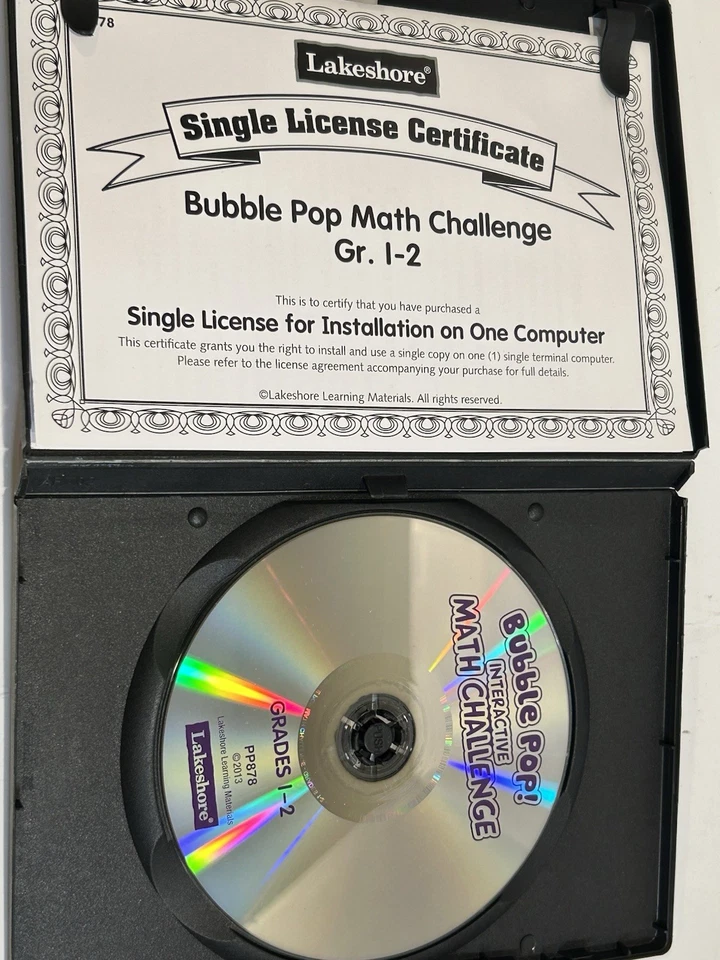 78
Lakeshore®
Single License Certificate
Bubble Pop Math Challenge
Gr. 1-2
This is to certify that you have purchased a
Single License for Installation on One Computer
This certificate grants you the right to install and use a single copy on one (1) single terminal computer.
Please refer to the license agreement accompanying your purchase for full details.
©Lakeshore Learning Materials. All rights reserved.
Bubble Pop!
INTERACTIVE
MATH CHALLENGE
GRADES 1–2
PP878
©2013
Lakeshore Learning Materials
Lakeshore®